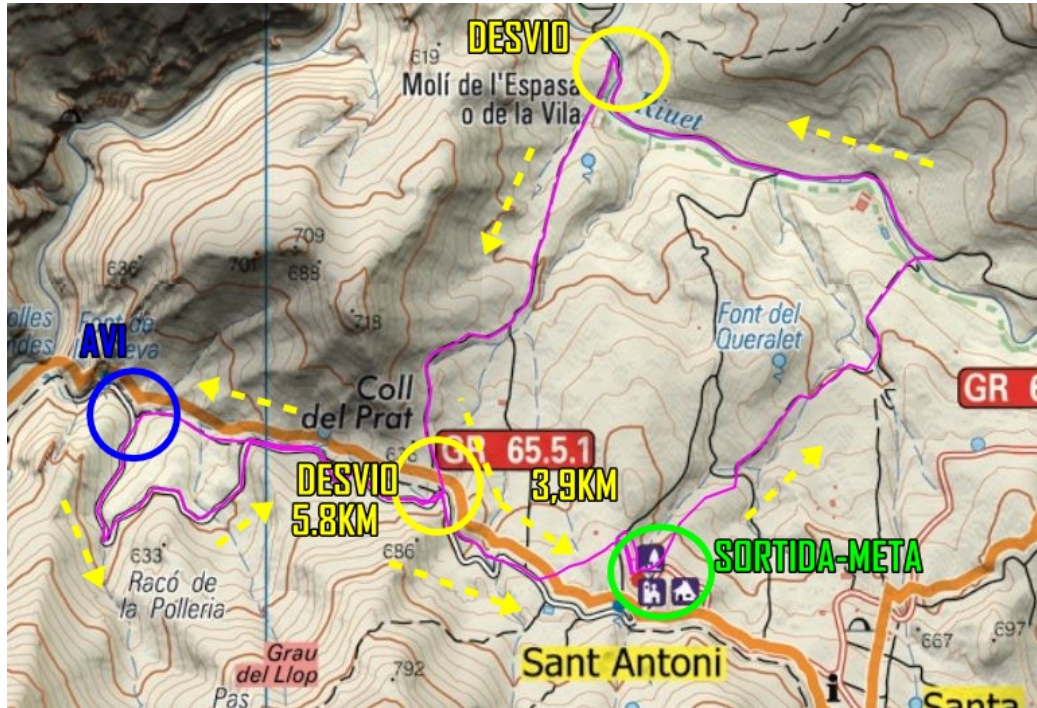 DESVIO
619
Molí de l'Espasa
o de la Vila
Riuet
560
709
701
688
636
718
Font del
Queralet
AVI
Coll
del Prat
GR 65.5.1
GR 6
DESVIO
5.8KM
3,9KM
686
633
Racó de
la Polleria
SORTIDA-META
Grau
del Llop
Pas
792
Sant Antoni
667
697
i
Santa